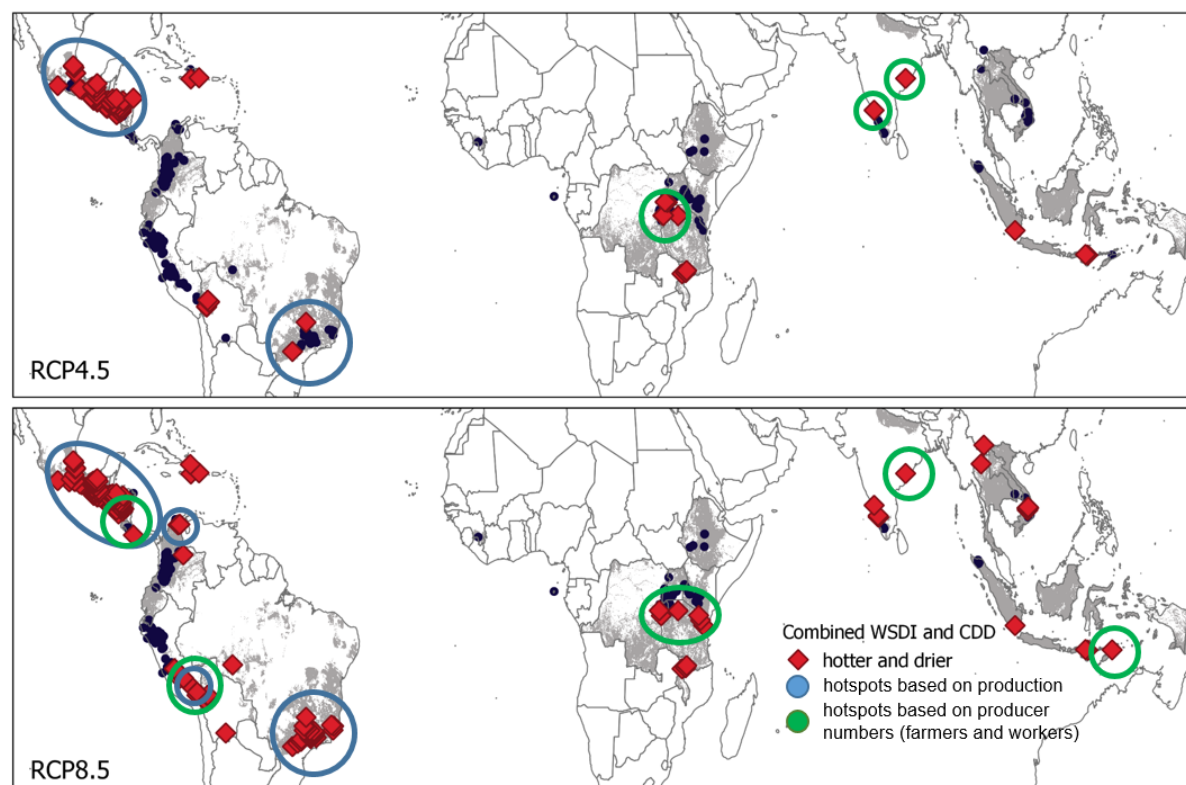 RCP4.5
Combined WSDI and CDD
hotter and drier
hotspots based on production
hotspots based on producer
numbers (farmers and workers)
RCP8.5